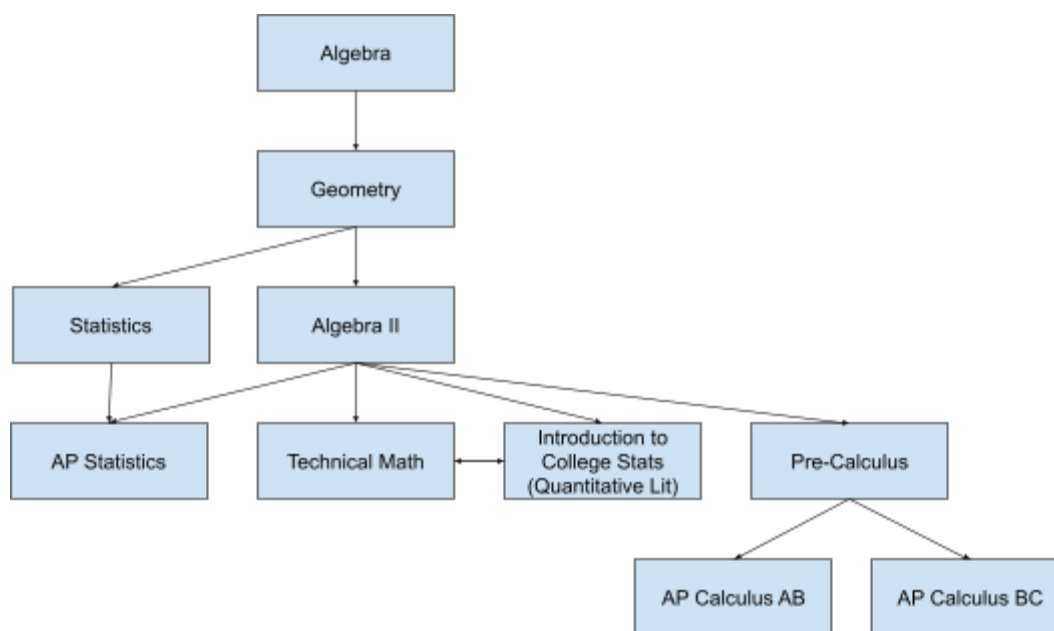 Algebra
Geometry
Statistics
Algebra II
AP Statistics
Technical Math
Introduction to
College Stats
(Quantitative Lit)
Pre-Calculus
AP Calculus AB
AP Calculus BC